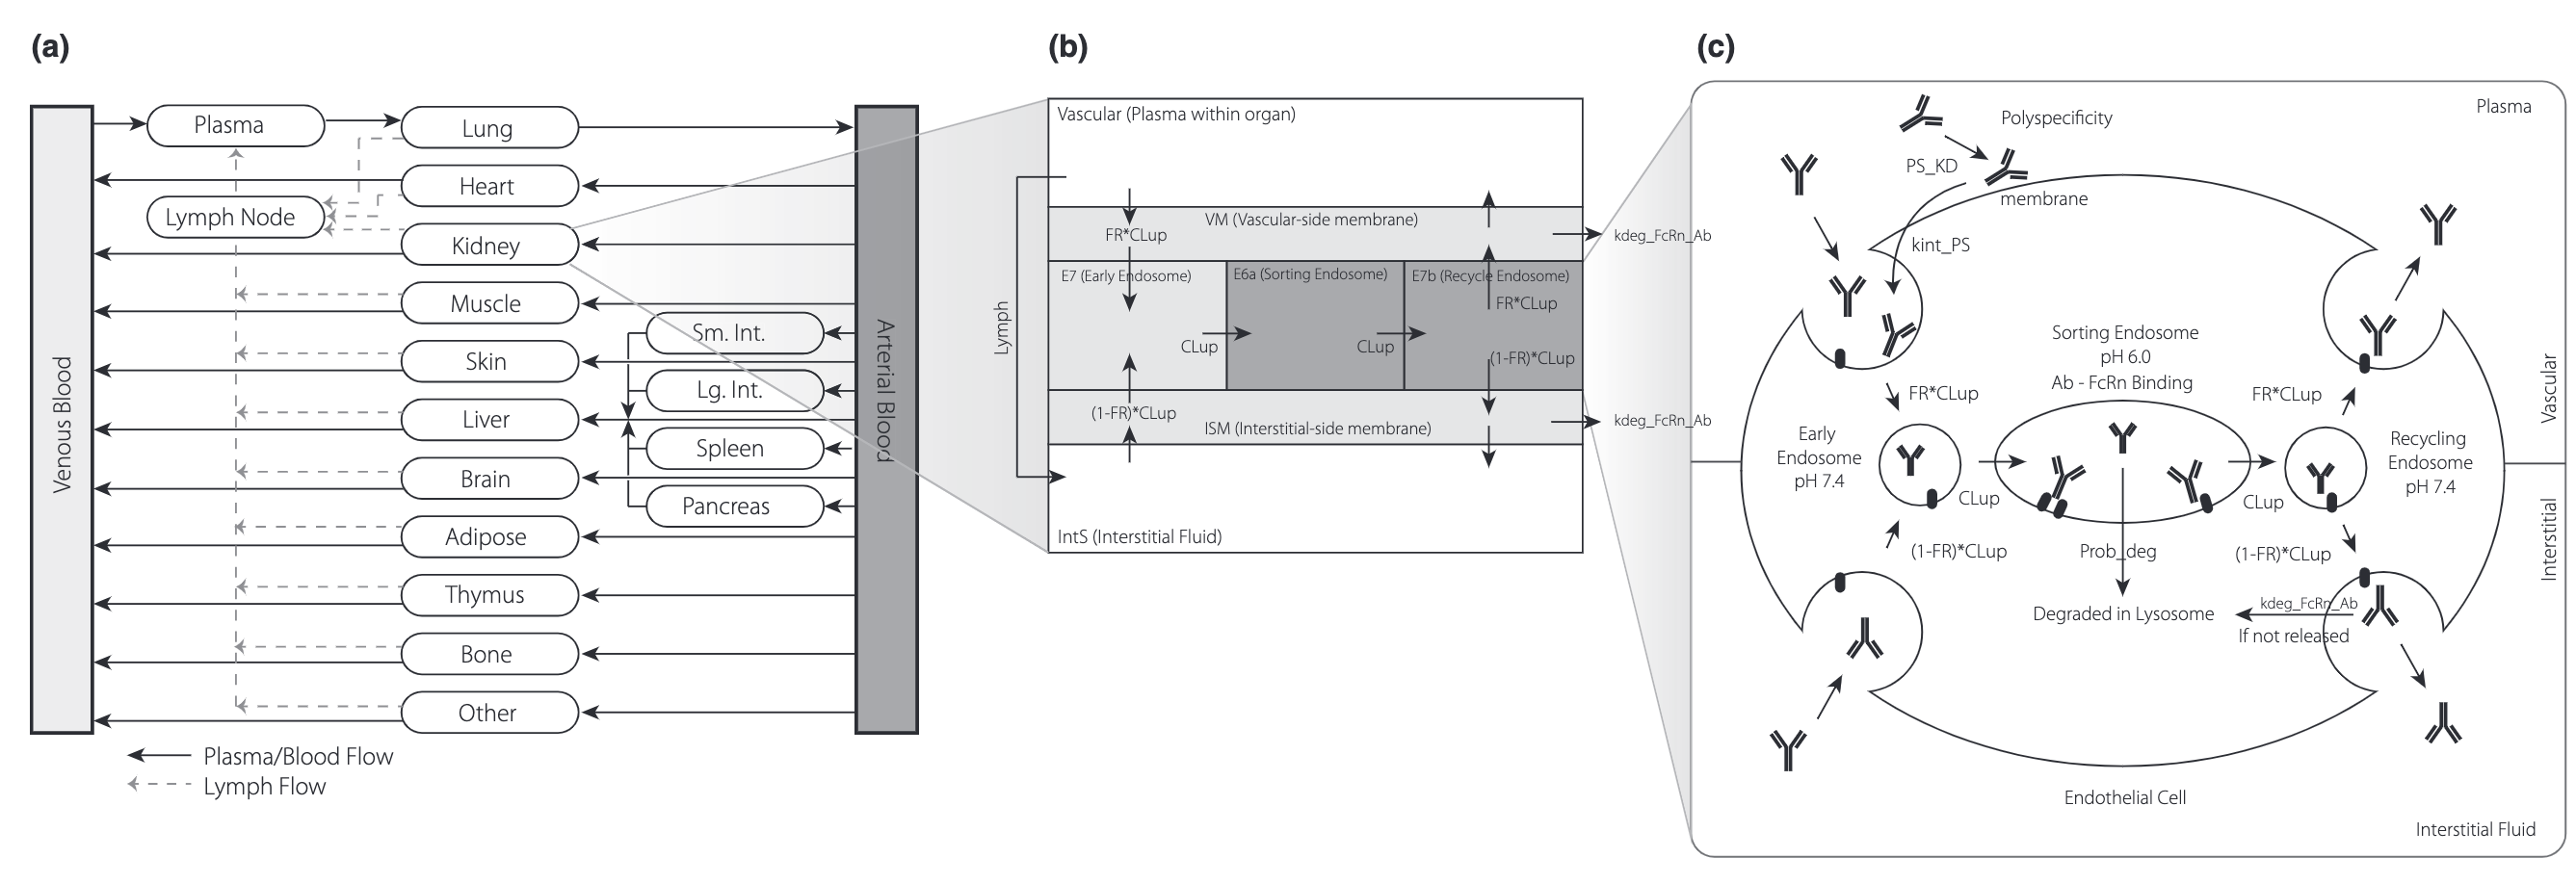 (a)
Venous Blood
Plasma
Lung
Heart
Lymph Node
Kidney
Muscle
Sm. Int.
Skin
Lg. Int.
Liver
Spleen
Brain
Pancreas
Adipose
Thymus
Bone
Other
Arterial Blood
Plasma/Blood Flow
Lymph Flow
(b)
Vascular (Plasma within organ)
VM (Vascular-side membrane)
FR*CLup
kdeg_FcRn_Ab
E7 (Early Endosome)
E6a (Sorting Endosome)
E7b (Recycle Endosome)
FR*CLup
Lymph
CLup
CLup
(1-FR)*CLup
(1-FR)*CLup
ISM (Interstitial-side membrane)
kdeg_FcRn_Ab
IntS (Interstitial Fluid)
(c)
Plasma
Polyspecificity
PS_KD
membrane
kint_PS
Sorting Endosome
pH 6.0
Ab - FcRn Binding
FR*CLup
FR*CLup
Early
Endosome
pH 7.4
Recycling
Endosome
pH 7.4
CLup
CLup
(1-FR)*CLup
Prob_deg
(1-FR)*CLup
Degraded in Lysosome
kdeg_FcRn_Ab
If not released
Vascular
Interstitial
Endothelial Cell
Interstitial Fluid